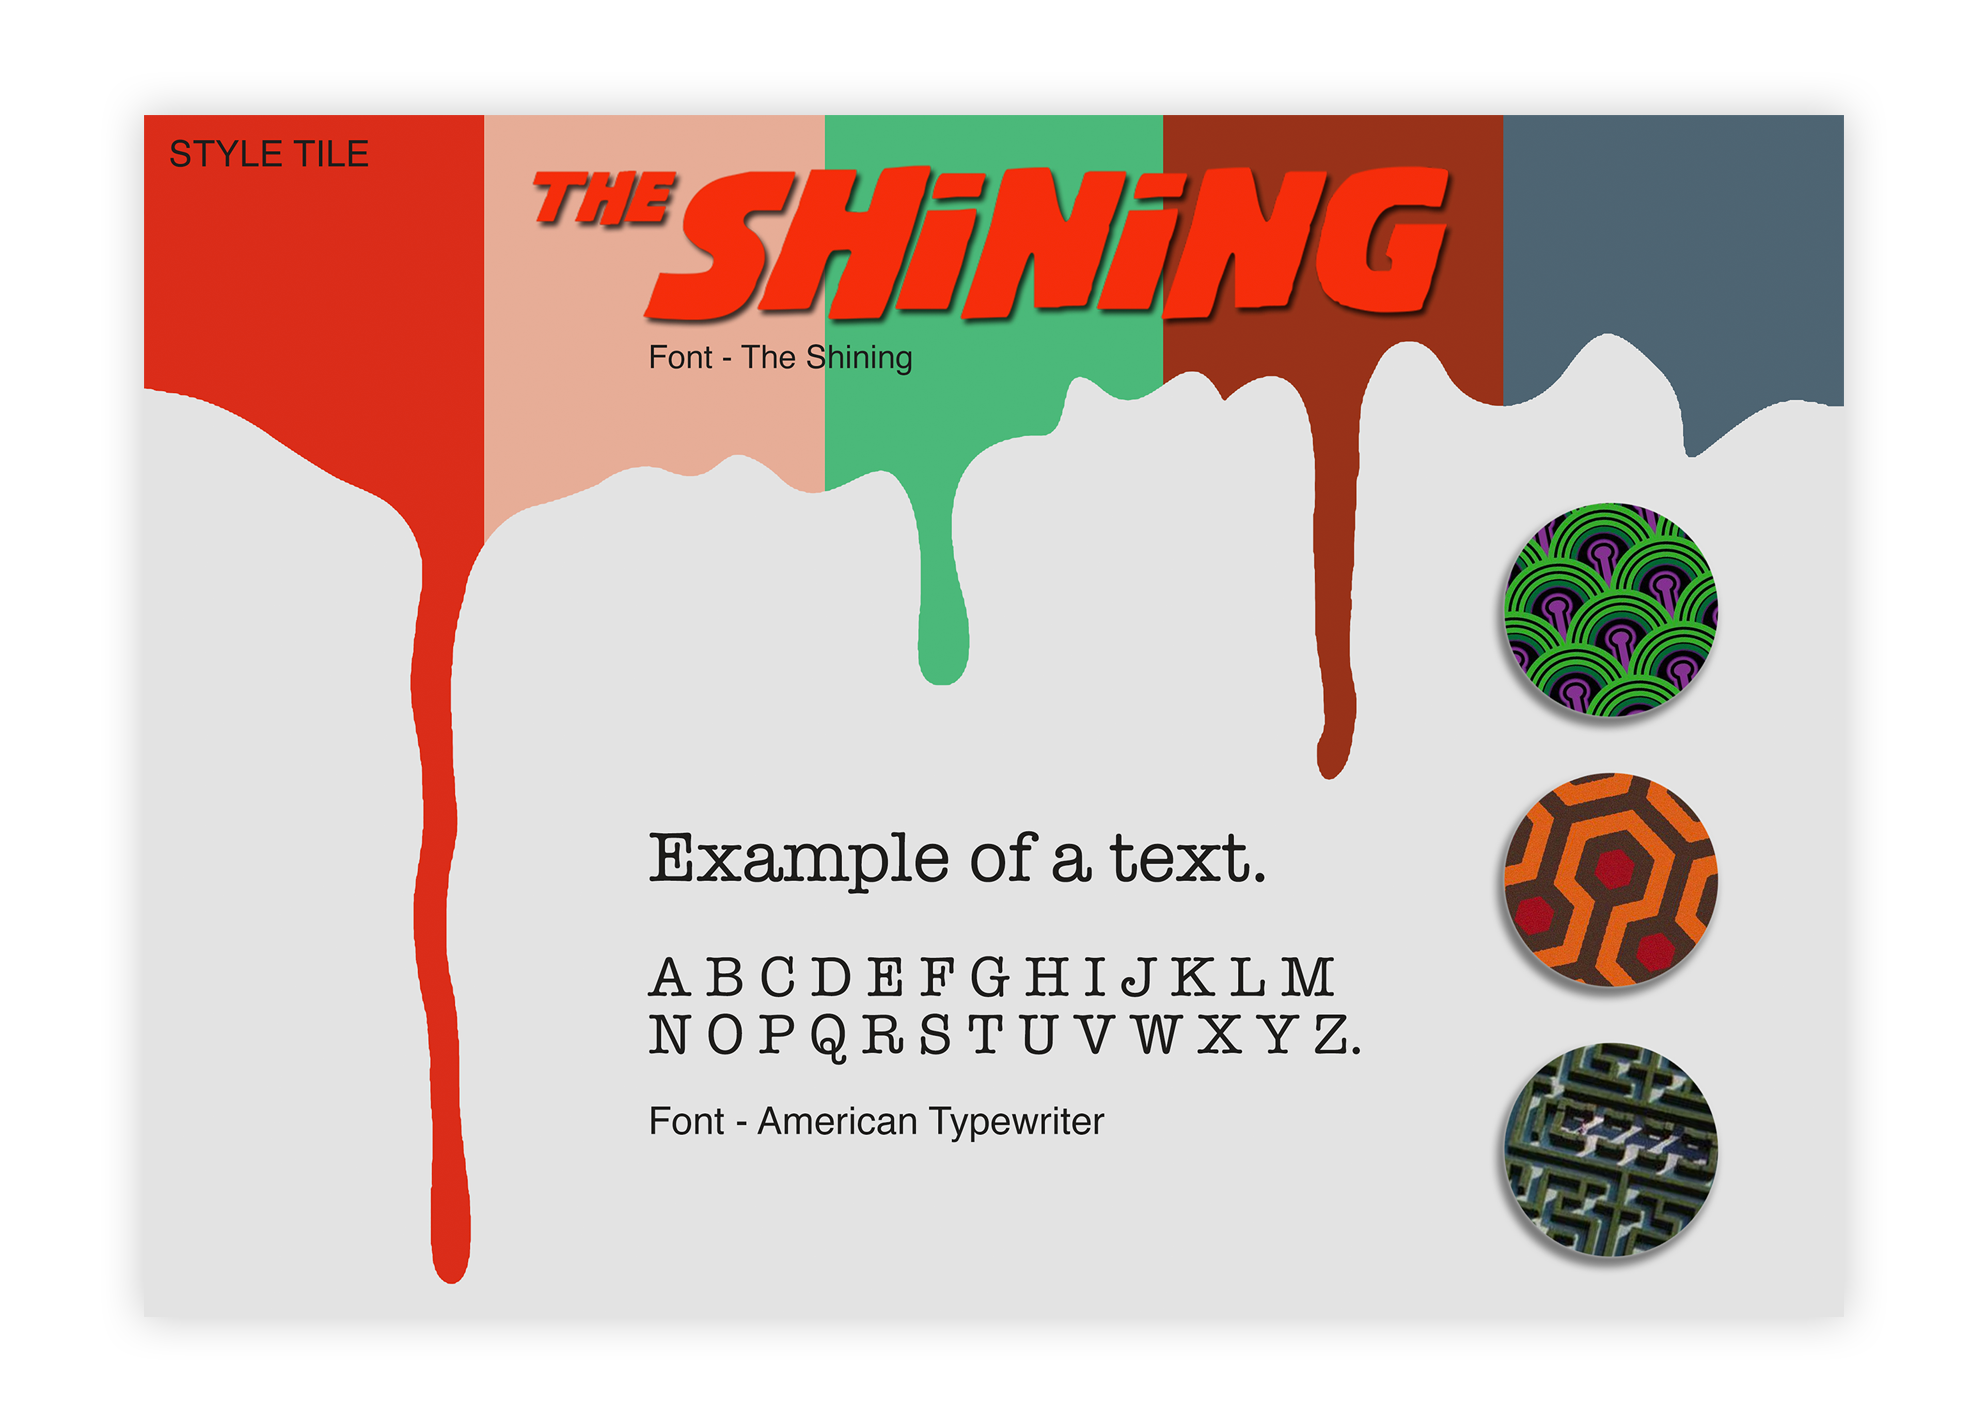 STYLE TILE
THE SHiNiNG
Font - The Shining
Example of a text.
A B C D E F G H I J K L M
N O P Q R S T U V W X Y Z.
Font - American Typewriter